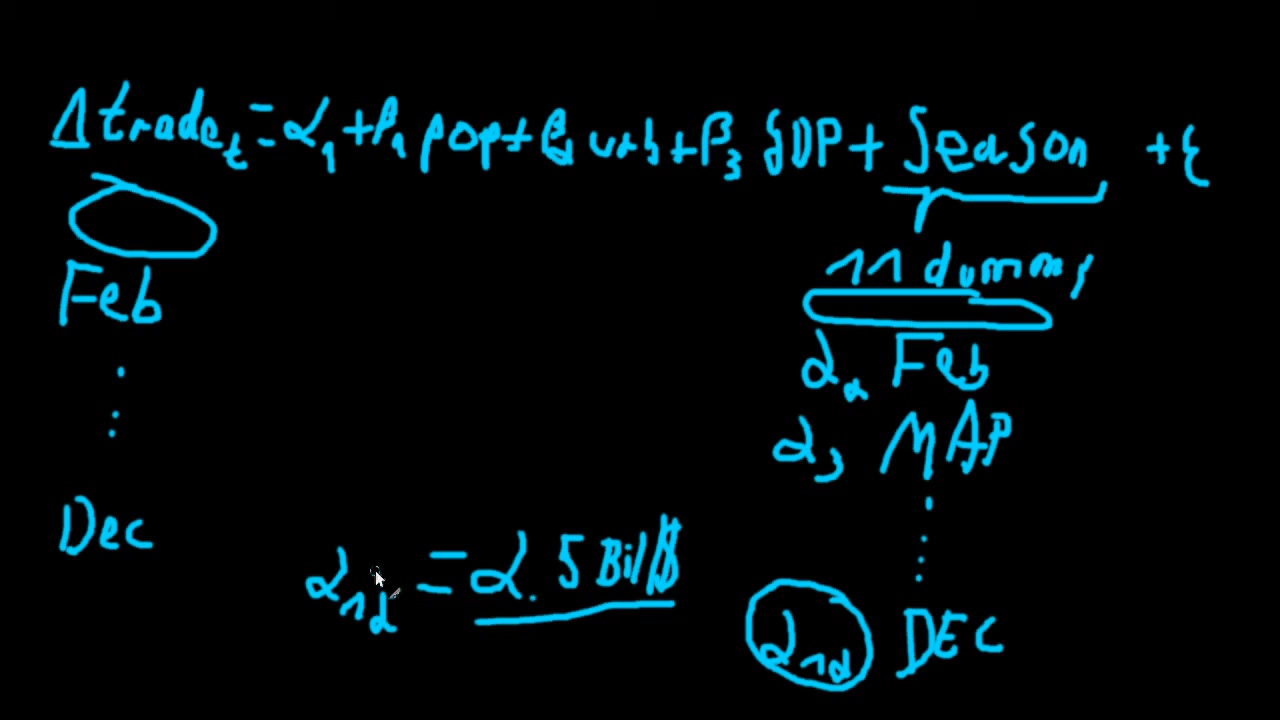 Δtrade_t = α_1 + β_1 pop + β_2 urb + β_3 GDP + Season + ε
11 dummy
Feb
α_2 Feb
α_3 MAR
Dec
α_12 = 2.5 Bill $
α_12 DEC